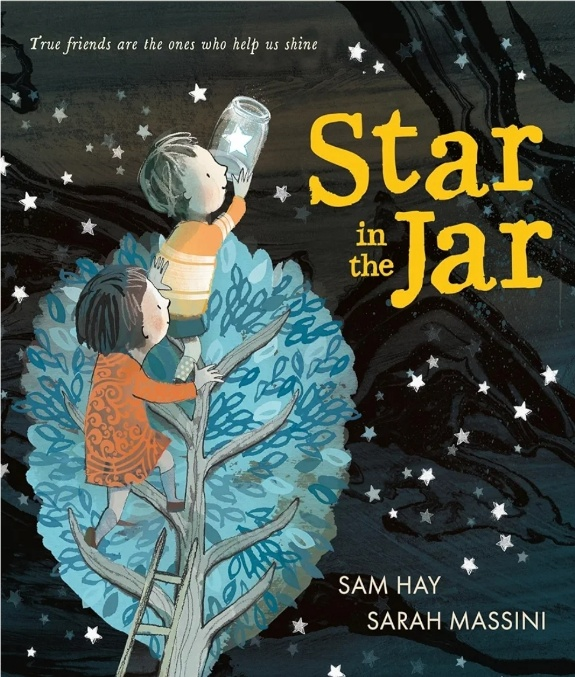 True friends are the ones who help us shine
Star
in
the
Jar
SAM HAY
SARAH MASSINI